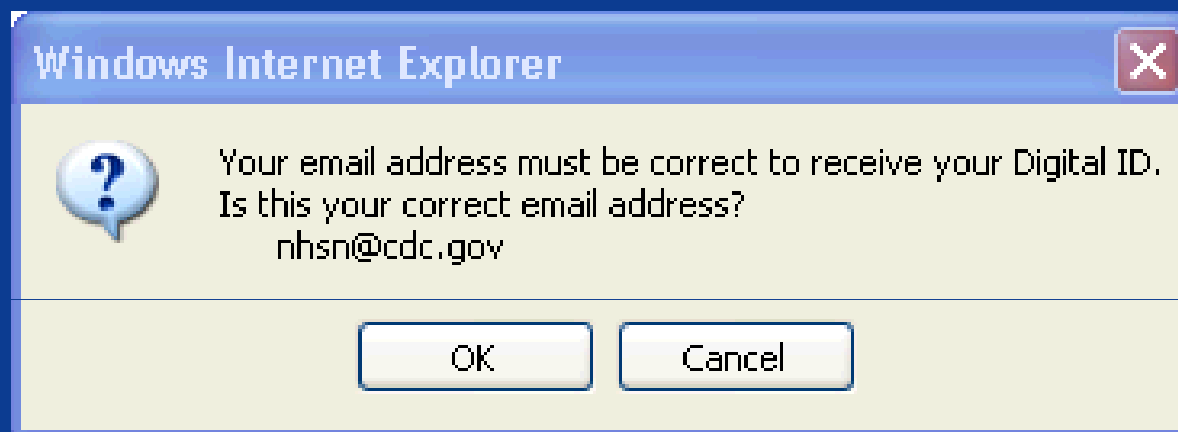 Windows Internet Explorer
Your email address must be correct to receive your Digital ID.
Is this your correct email address?
nhsn@cdc.gov
OK
Cancel